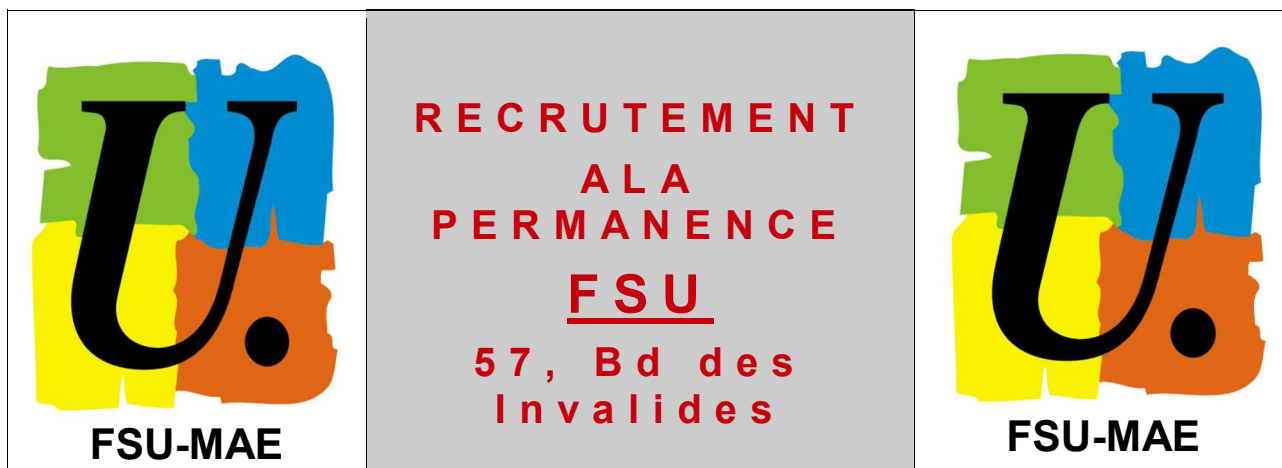 U.
FSU-MAE
RECRUTEMENT
ALA
PERMANENCE
FSU
57, Bd des
Invalides
U.
FSU-MAE